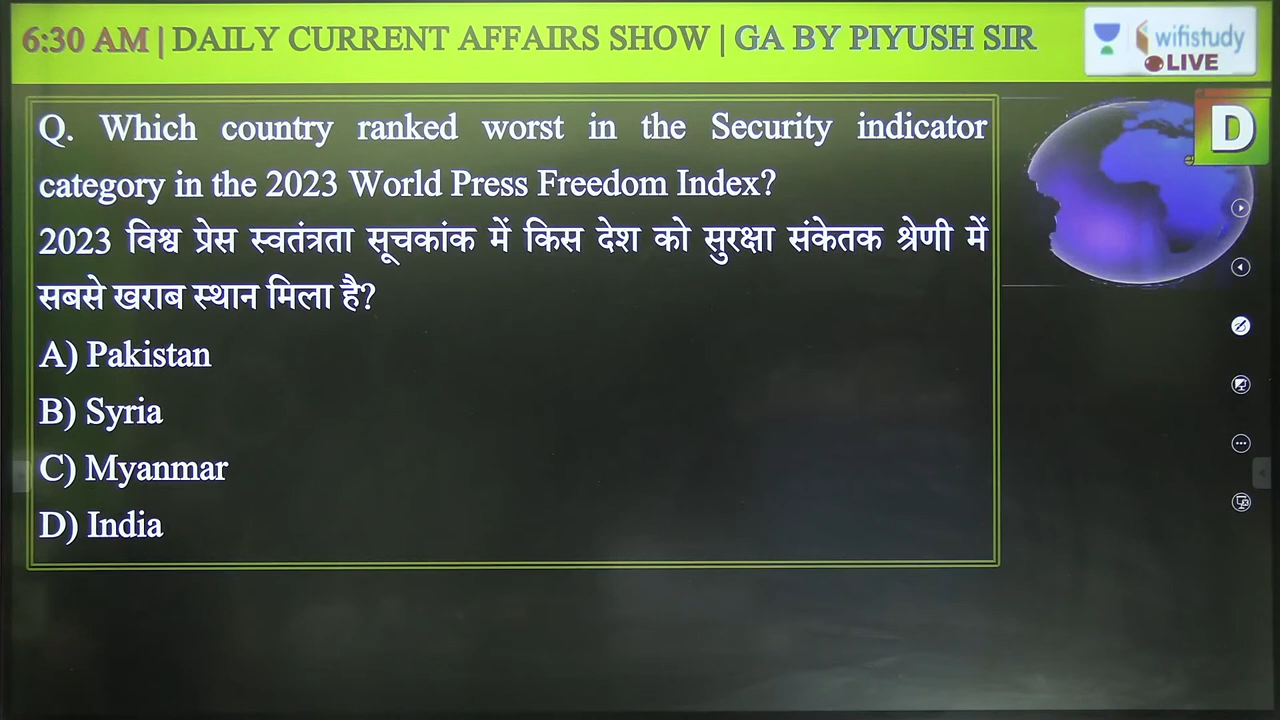 6:30 AM | DAILY CURRENT AFFAIRS SHOW | GA BY PIYUSH SIR
wifistudy
LIVE
D
Q. Which country ranked worst in the Security indicator
category in the 2023 World Press Freedom Index?
2023 विश्व प्रेस स्वतंत्रता सूचकांक में किस देश को सुरक्षा संकेतक श्रेणी में
सबसे खराब स्थान मिला है?
A) Pakistan
B) Syria
C) Myanmar
D) India